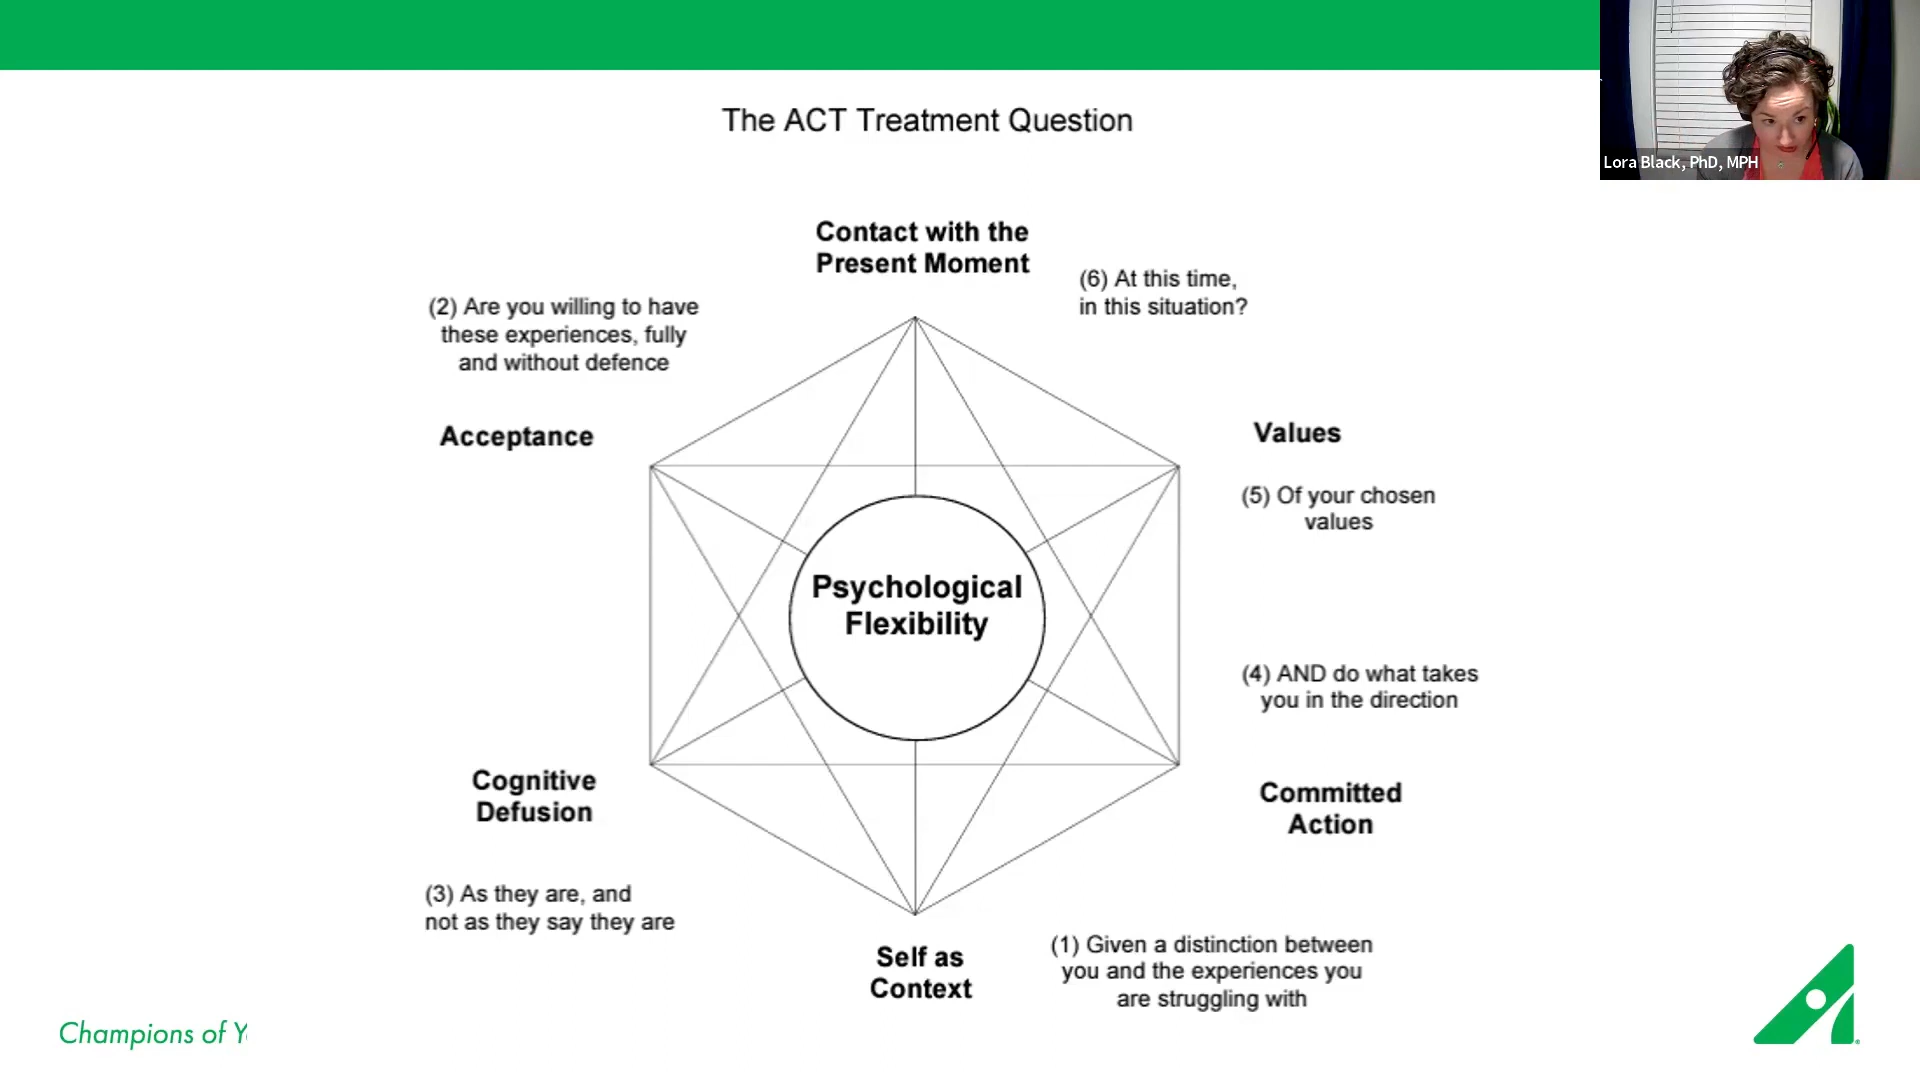 Lora Black, PhD, MPH
The ACT Treatment Question
Contact with the
Present Moment
(6) At this time,
in this situation?
(2) Are you willing to have
these experiences, fully
and without defence
Acceptance
Values
(5) Of your chosen
values
Psychological
Flexibility
(4) AND do what takes
you in the direction
Cognitive
Defusion
Committed
Action
(3) As they are, and
not as they say they are
Self as
Context
(1) Given a distinction between
you and the experiences you
are struggling with
Champions of